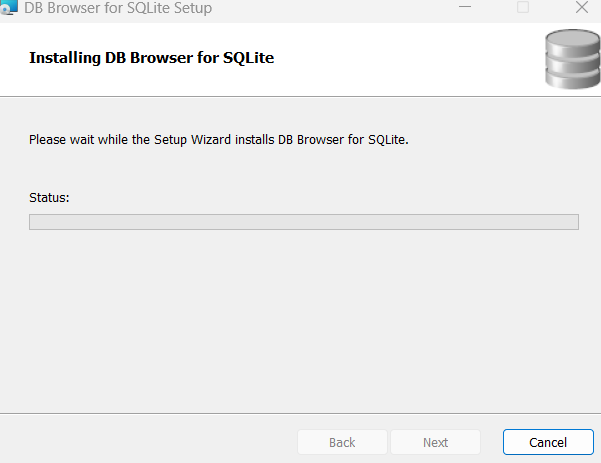 DB Browser for SQLite Setup
Installing DB Browser for SQLite
Please wait while the Setup Wizard installs DB Browser for SQLite.
Status:
Back Next Cancel